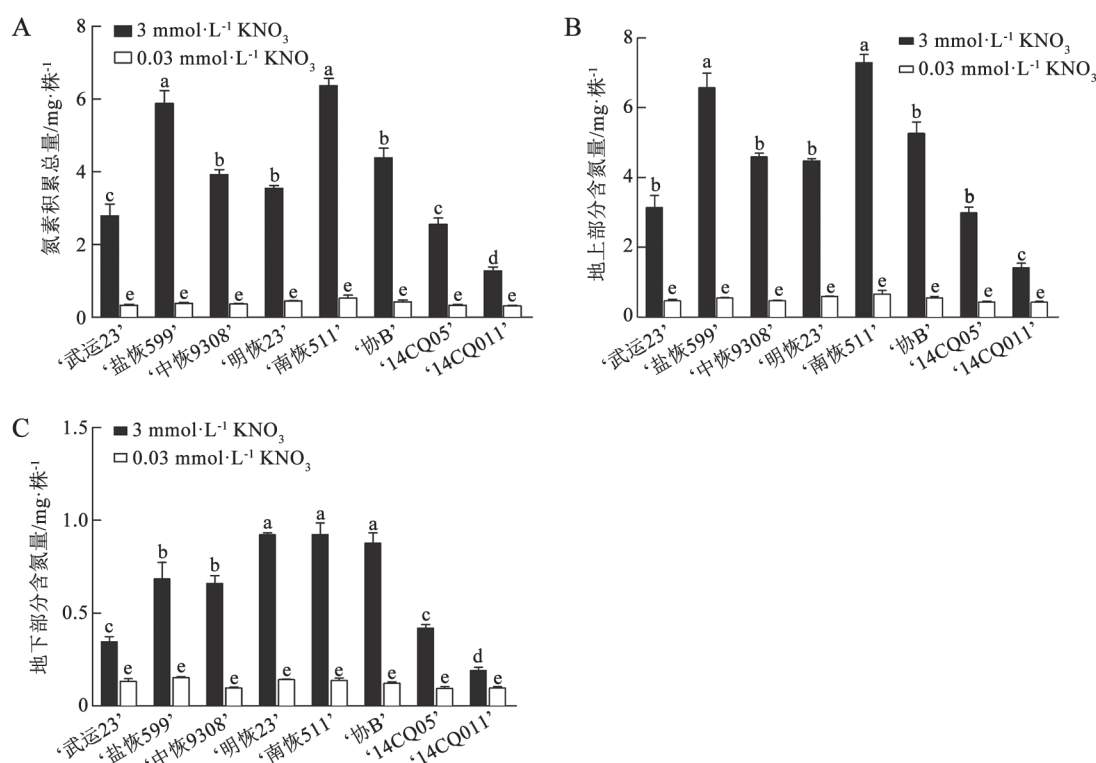 A
3 mmol·L⁻¹ KNO₃
0.03 mmol·L⁻¹ KNO₃
氮素积累总量/mg·株⁻¹
8
6
4
2
0
c
e
a
e
b
e
b
e
a
e
b
e
c
e
d
e
‘武运23’
‘盐恢599’
‘中恢9308’
‘明恢23’
‘南恢511’
‘协B’
‘14CQ05’
‘14CQ011’
B
3 mmol·L⁻¹ KNO₃
0.03 mmol·L⁻¹ KNO₃
地上部分含氮量/mg·株⁻¹
8
6
4
2
0
b
e
a
e
b
e
b
e
a
e
b
e
b
e
c
e
‘武运23’
‘盐恢599’
‘中恢9308’
‘明恢23’
‘南恢511’
‘协B’
‘14CQ05’
‘14CQ011’
C
3 mmol·L⁻¹ KNO₃
0.03 mmol·L⁻¹ KNO₃
地下部分含氮量/mg·株⁻¹
1.5
1.0
0.5
0
c
e
b
e
b
e
a
e
a
e
a
e
c
e
d
e
‘武运23’
‘盐恢599’
‘中恢9308’
‘明恢23’
‘南恢511’
‘协B’
‘14CQ05’
‘14CQ011’